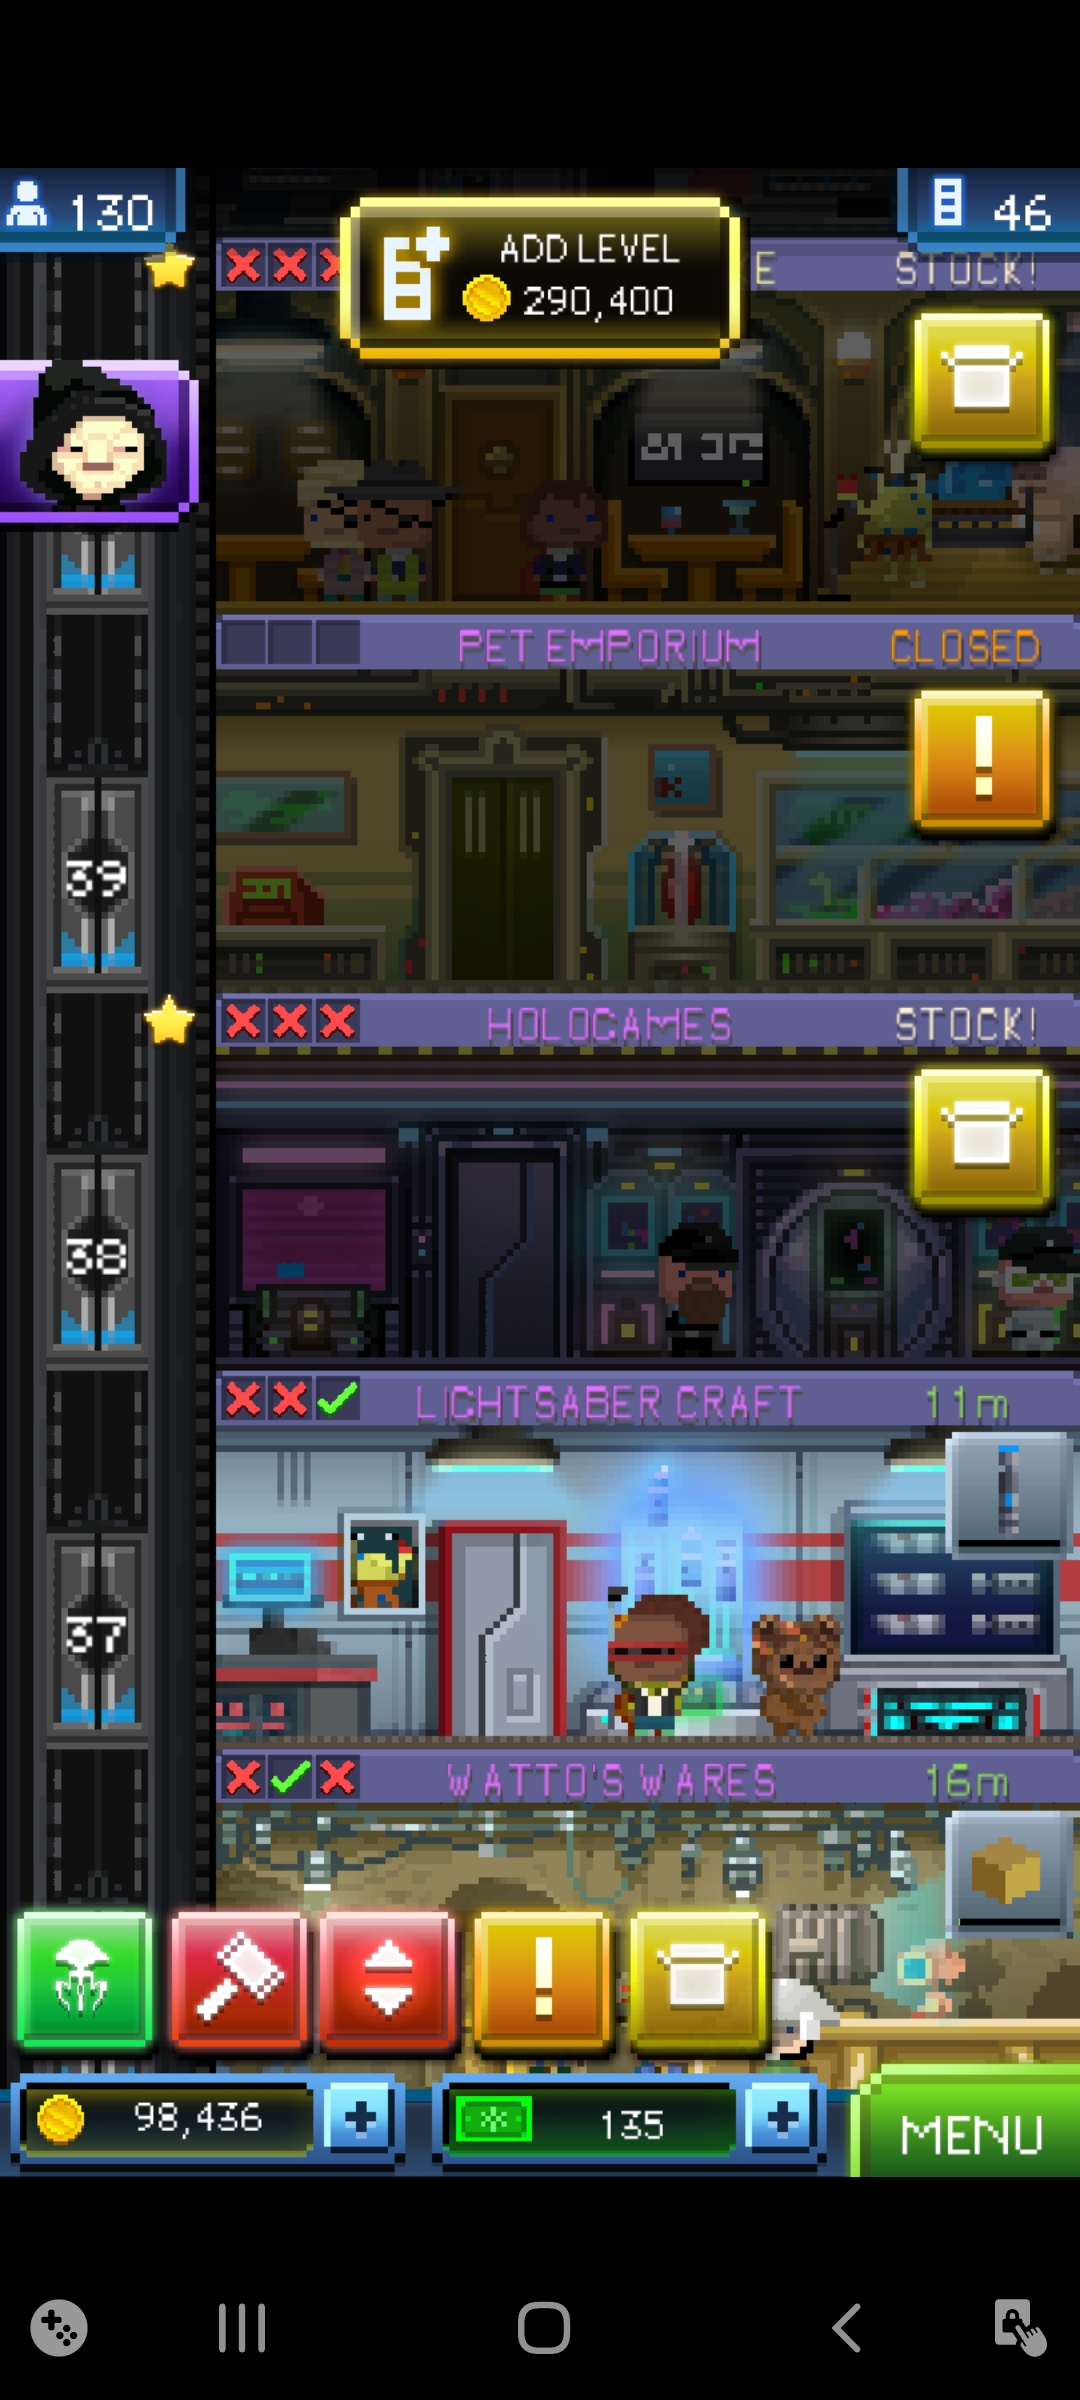 130
46
ADD LEVEL
290,400
E STOCK!
PET EMPORIUM CLOSED
39
HOLOGAMES STOCK!
38
LIGHTSABER CRAFT 11m
37
WATTO'S WARES 16m
98,436
135
MENU